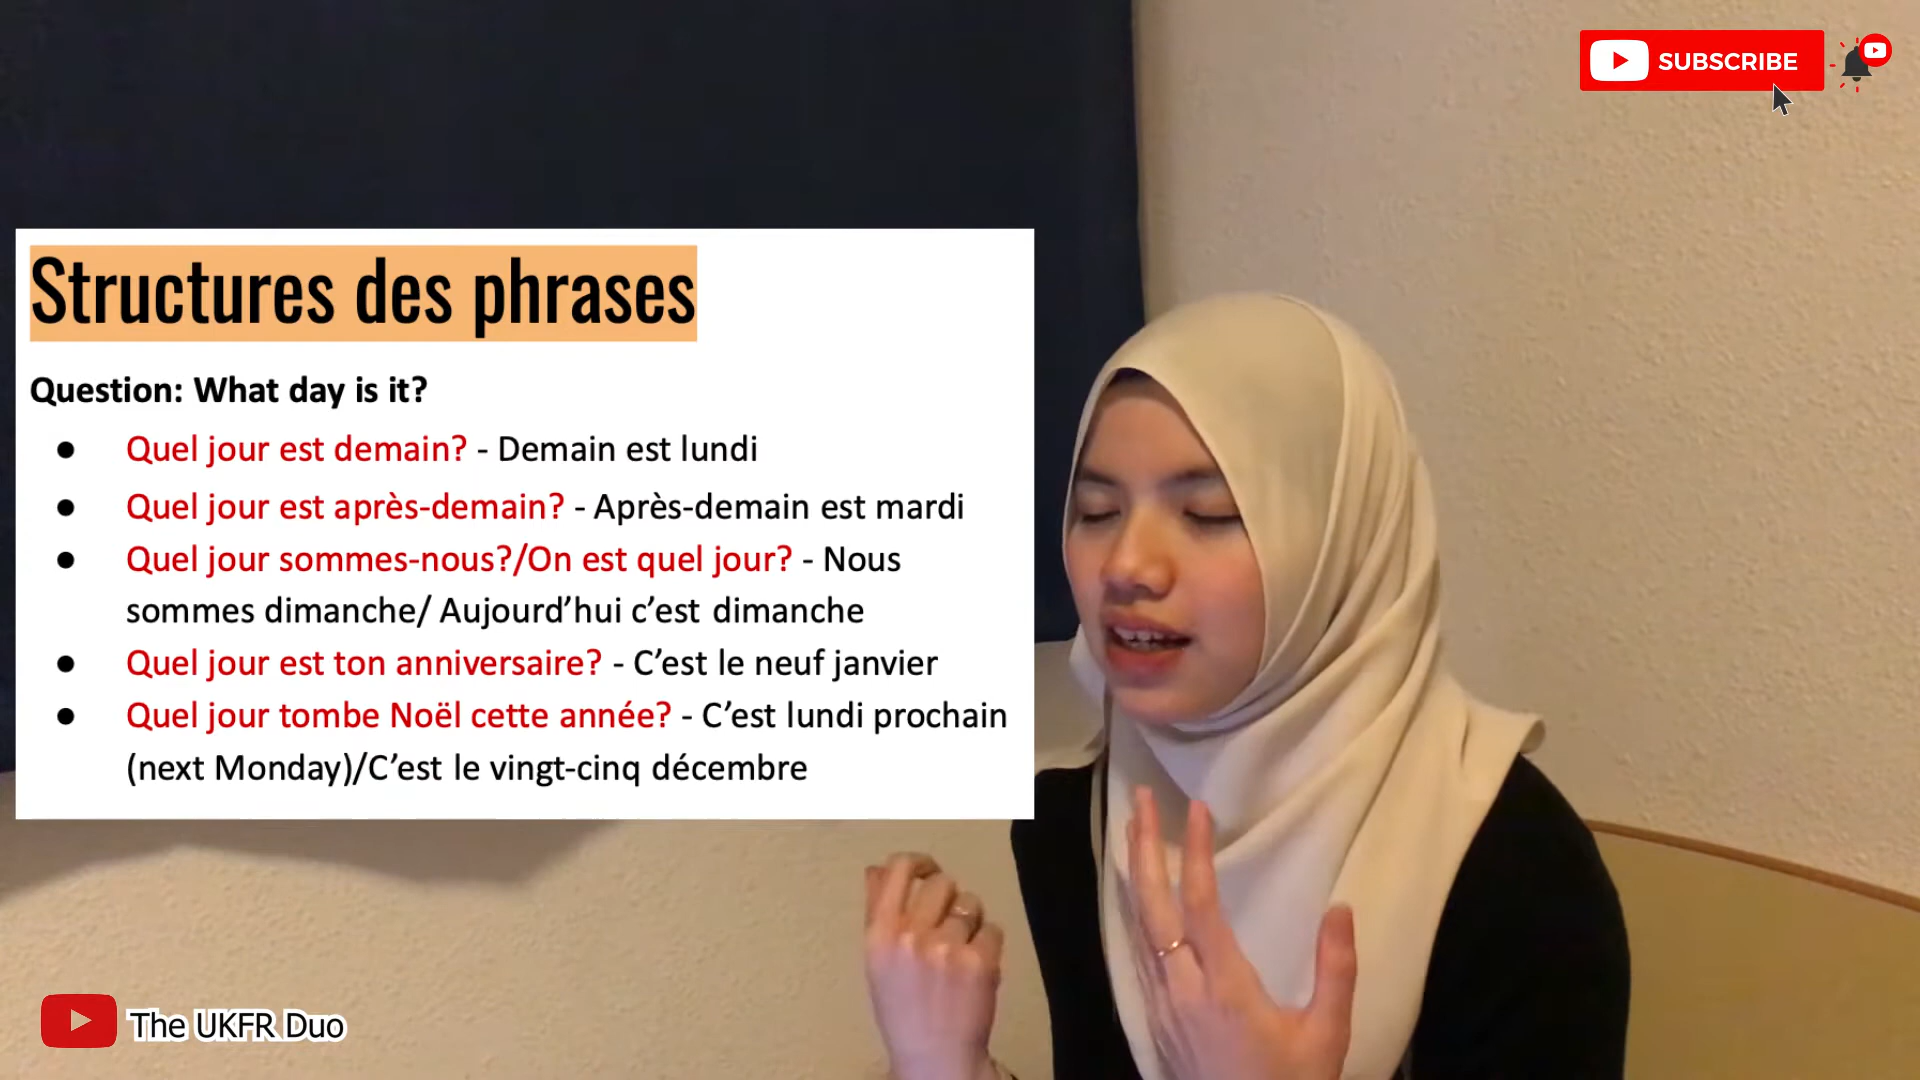 SUBSCRIBE
Structures des phrases
Question: What day is it?
● Quel jour est demain? - Demain est lundi
● Quel jour est après-demain? - Après-demain est mardi
● Quel jour sommes-nous?/On est quel jour? - Nous
sommes dimanche/ Aujourd’hui c’est dimanche
● Quel jour est ton anniversaire? - C’est le neuf janvier
● Quel jour tombe Noël cette année? - C’est lundi prochain
(next Monday)/C’est le vingt-cinq décembre
The UKFR Duo